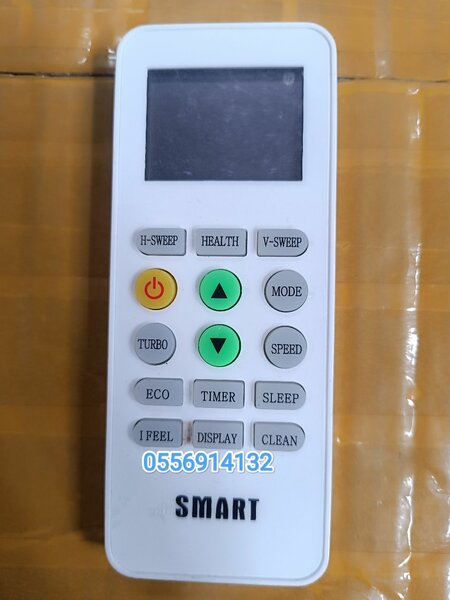 H-SWEEP HEALTH V-SWEEP
MODE
TURBO SPEED
ECO TIMER SLEEP
I FEEL DISPLAY CLEAN
0556914132
SMART